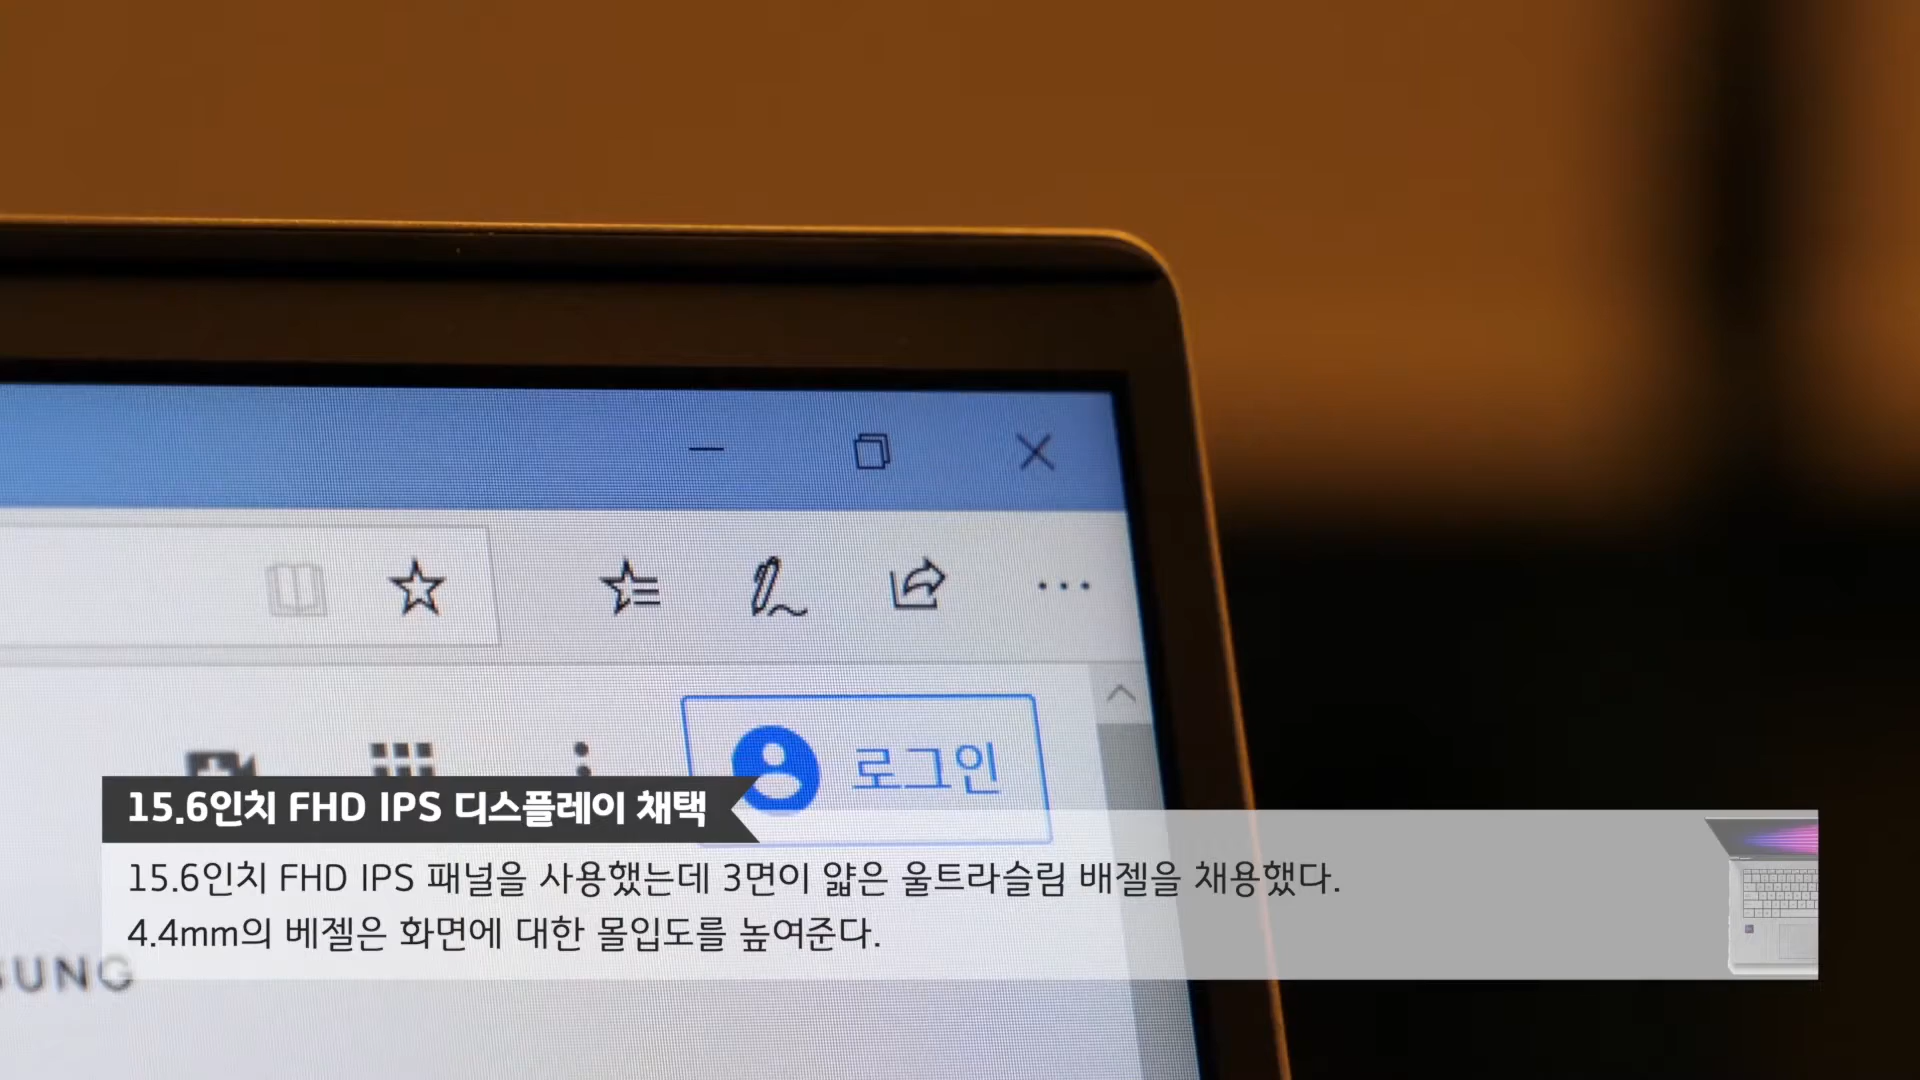 로그인
15.6인치 FHD IPS 디스플레이 채택
15.6인치 FHD IPS 패널을 사용했는데 3면이 얇은 울트라슬림 배젤을 채용했다.
4.4mm의 베젤은 화면에 대한 몰입도를 높여준다.
SUNG